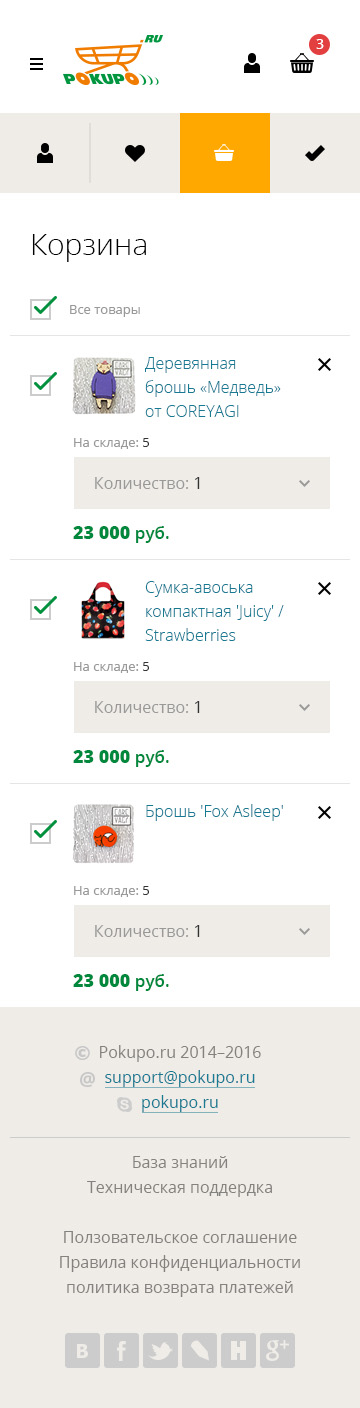 .RU
POKUPO
3
Корзина
Все товары
Деревянная
брошь «Медведь»
от COREYAGI
На складе: 5
Количество: 1
23 000 руб.
Сумка-авоська
компактная 'Juicy' /
Strawberries
На складе: 5
Количество: 1
23 000 руб.
Брошь 'Fox Asleep'
На складе: 5
Количество: 1
23 000 руб.
© Pokupo.ru 2014–2016
@ support@pokupo.ru
pokupo.ru
База знаний
Техническая поддердка
Ползовательское соглашение
Правила конфиденциальности
политика возврата платежей
B f H g+